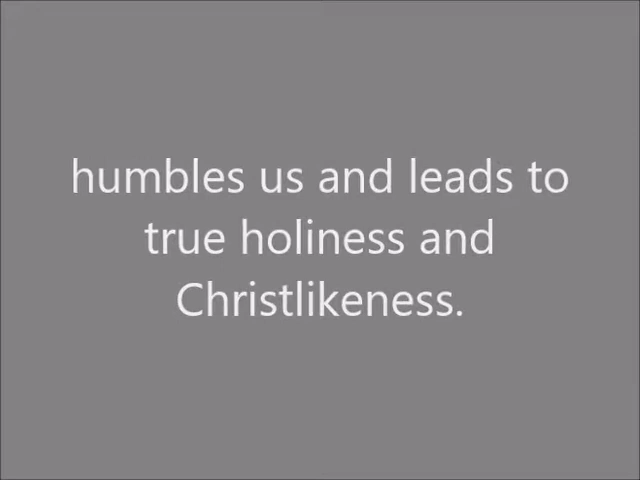 humbles us and leads to
true holiness and
Christlikeness.